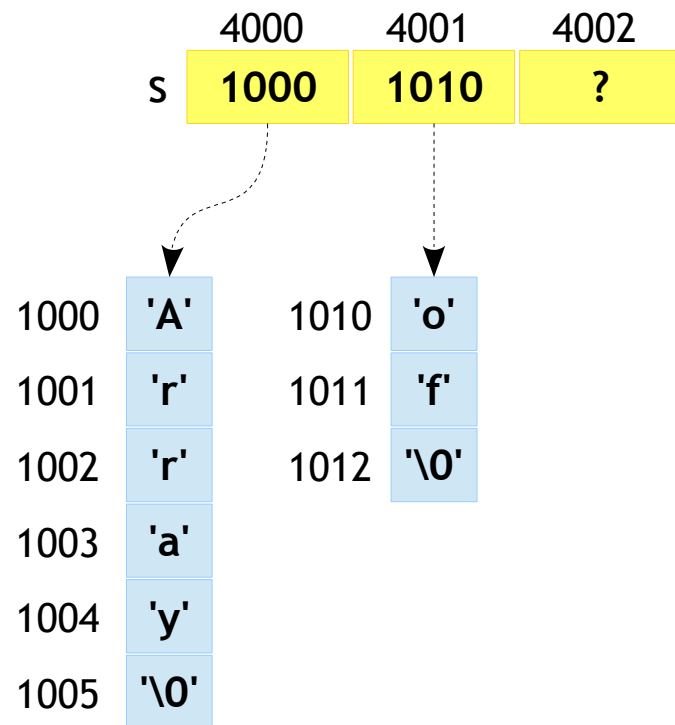 4000 4001 4002
s 1000 1010 ?
1000 'A' 1010 'o'
1001 'r' 1011 'f'
1002 'r' 1012 '\0'
1003 'a'
1004 'y'
1005 '\0'